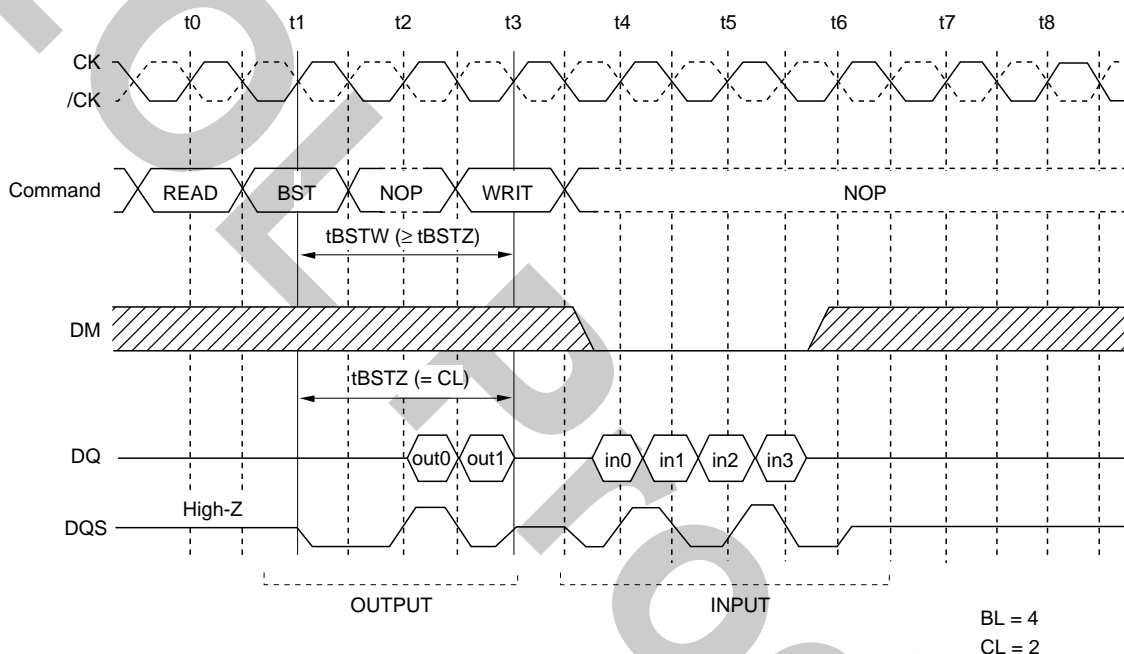 t0 t1 t2 t3 t4 t5 t6 t7 t8
CK
/CK
Command READ BST NOP WRIT NOP
tBSTW (≥ tBSTZ)
DM
tBSTZ (= CL)
DQ out0 out1 in0 in1 in2 in3
High-Z
DQS
OUTPUT INPUT
BL = 4
CL = 2